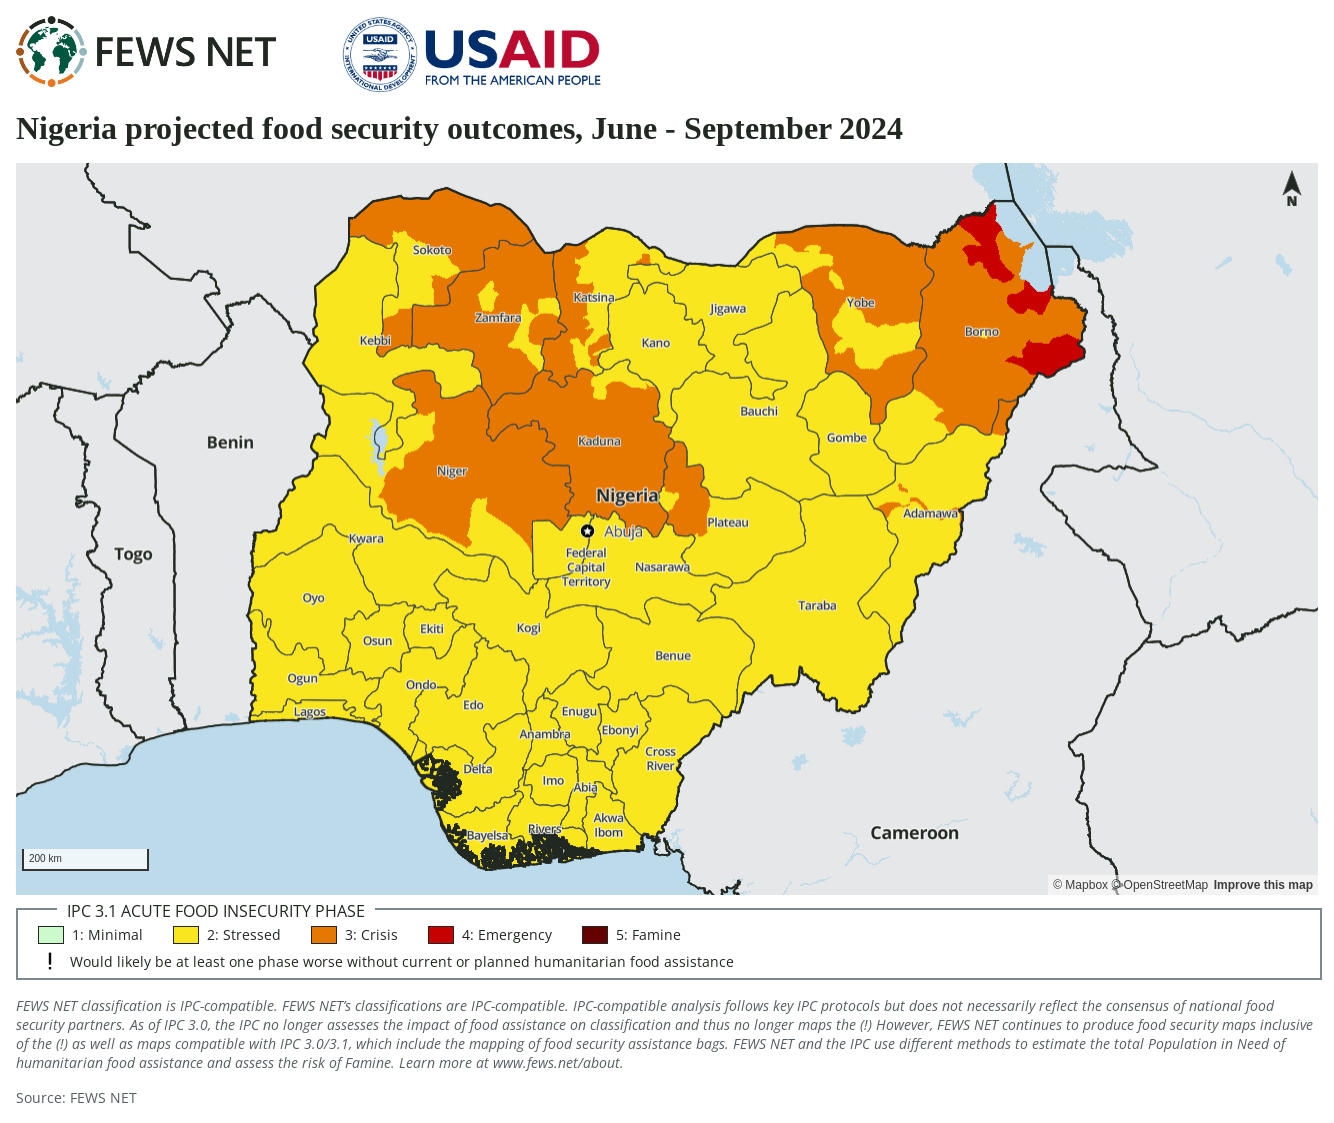 FEWS NET
UNITED STATES AGENCY
USAID
INTERNATIONAL DEVELOPMENT
USAID
FROM THE AMERICAN PEOPLE
Nigeria projected food security outcomes, June - September 2024
N
Sokoto
Katsina
Zamfara
Jigawa
Yobe
Borno
Kebbi
Kano
Bauchi
Gombe
Benin
Kaduna
Niger
Nigeria
Adamawa
Plateau
Abuja
Kwara
Togo
Federal
Capital
Territory
Nasarawa
Oyo
Taraba
Ekiti
Kogi
Osun
Benue
Ogun
Ondo
Edo
Lagos
Enugu
Anambra
Ebonyi
Cross
River
Delta
Imo
Abia
Akwa
Ibom
Bayelsa
Rivers
Cameroon
200 km
© Mapbox © OpenStreetMap Improve this map
IPC 3.1 ACUTE FOOD INSECURITY PHASE
1: Minimal 2: Stressed 3: Crisis 4: Emergency 5: Famine
! Would likely be at least one phase worse without current or planned humanitarian food assistance
FEWS NET classification is IPC-compatible. FEWS NET’s classifications are IPC-compatible. IPC-compatible analysis follows key IPC protocols but does not necessarily reflect the consensus of national food
security partners. As of IPC 3.0, the IPC no longer assesses the impact of food assistance on classification and thus no longer maps the (!) However, FEWS NET continues to produce food security maps inclusive
of the (!) as well as maps compatible with IPC 3.0/3.1, which include the mapping of food security assistance bags. FEWS NET and the IPC use different methods to estimate the total Population in Need of
humanitarian food assistance and assess the risk of Famine. Learn more at www.fews.net/about.
Source: FEWS NET